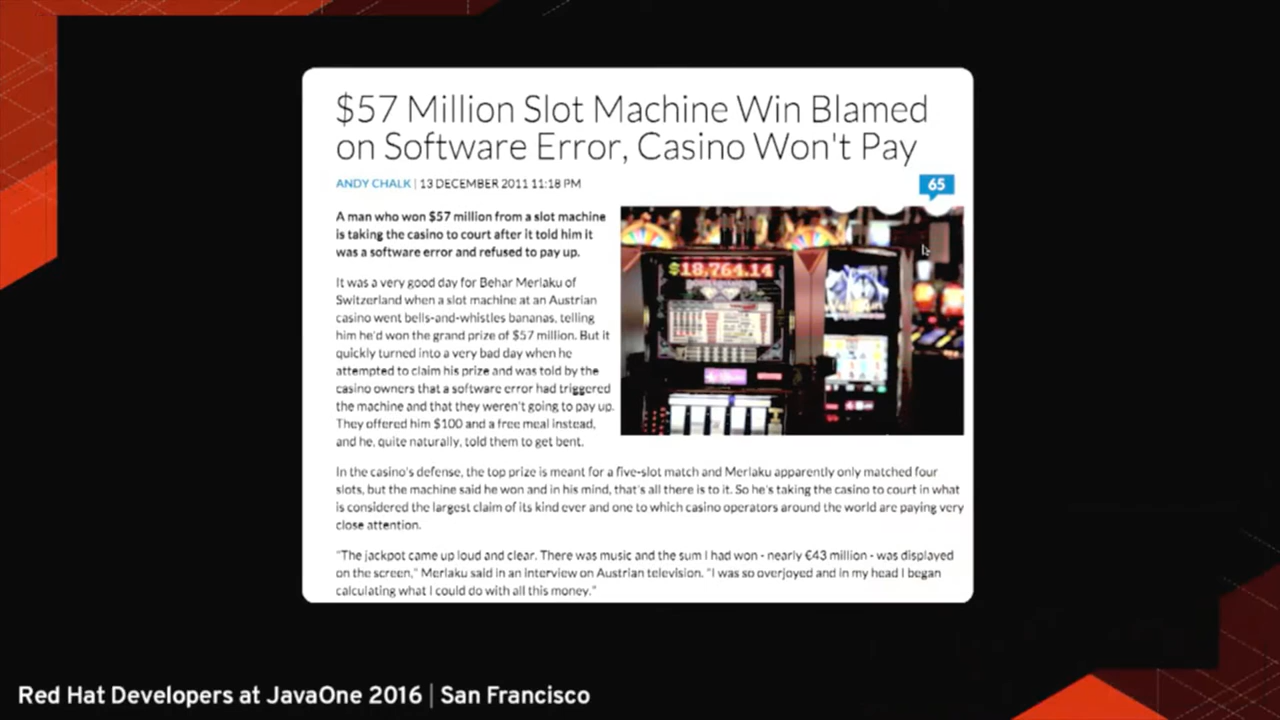 $57 Million Slot Machine Win Blamed
on Software Error, Casino Won't Pay
ANDY CHALK | 13 DECEMBER 2011 11:18 PM
65
A man who won $57 million from a slot machine
is taking the casino to court after it told him it
was a software error and refused to pay up.
$18,764.14
It was a very good day for Behar Merlaku of
Switzerland when a slot machine at an Austrian
casino went bells-and-whistles bananas, telling
him he'd won the grand prize of $57 million. But it
quickly turned into a very bad day when he
attempted to claim his prize and was told by the
casino owners that a software error had triggered
the machine and that they weren't going to pay up.
They offered him $100 and a free meal instead,
and he, quite naturally, told them to get bent.
In the casino's defense, the top prize is meant for a five-slot match and Merlaku apparently only matched four
slots, but the machine said he won and in his mind, that's all there is to it. So he's taking the casino to court in what
is considered the largest claim of its kind ever and one to which casino operators around the world are paying very
close attention.
"The jackpot came up loud and clear. There was music and the sum I had won - nearly €43 million - was displayed
on the screen," Merlaku said in an interview on Austrian television. "I was so overjoyed and in my head I began
calculating what I could do with all this money."
Red Hat Developers at JavaOne 2016 | San Francisco